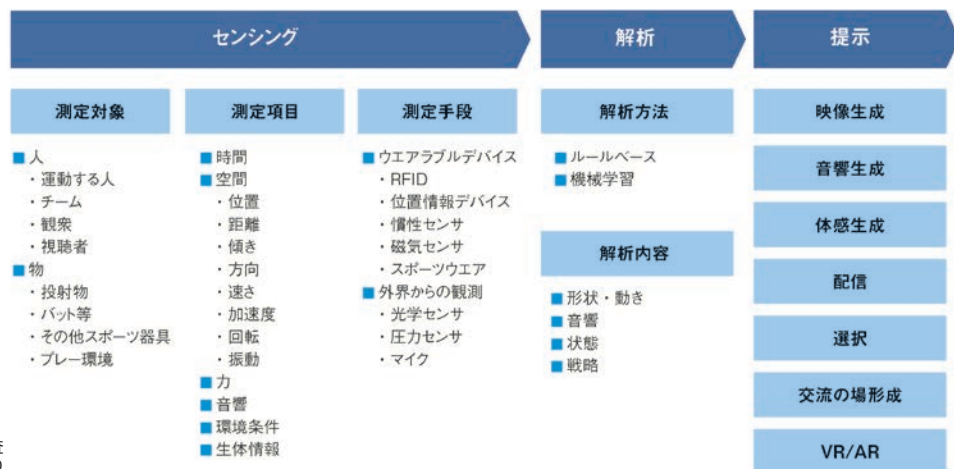 センシング
解析
提示
測定対象
■人
・運動する人
・チーム
・観衆
・視聴者
■物
・投射物
・バット等
・その他スポーツ器具
・プレー環境
測定項目
■時間
■空間
・位置
・距離
・傾き
・方向
・速さ
・加速度
・回転
・振動
■力
■音響
■環境条件
■生体情報
測定手段
■ウエアラブルデバイス
・RFID
・位置情報デバイス
・慣性センサ
・磁気センサ
・スポーツウエア
■外界からの観測
・光学センサ
・圧力センサ
・マイク
解析方法
■ルールベース
■機械学習
解析内容
■形状・動き
■音響
■状態
■戦略
映像生成
音響生成
体感生成
配信
選択
交流の場形成
VR/AR